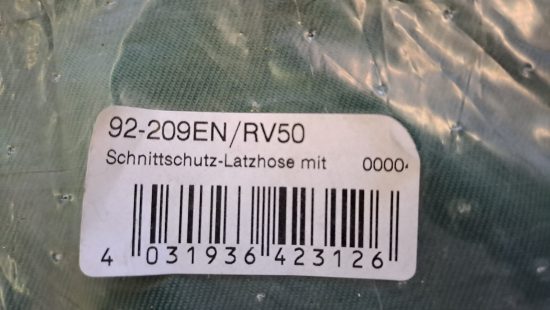 92-209EN/RV50
Schnittschutz-Latzhose mit 0000
4 031936 423126